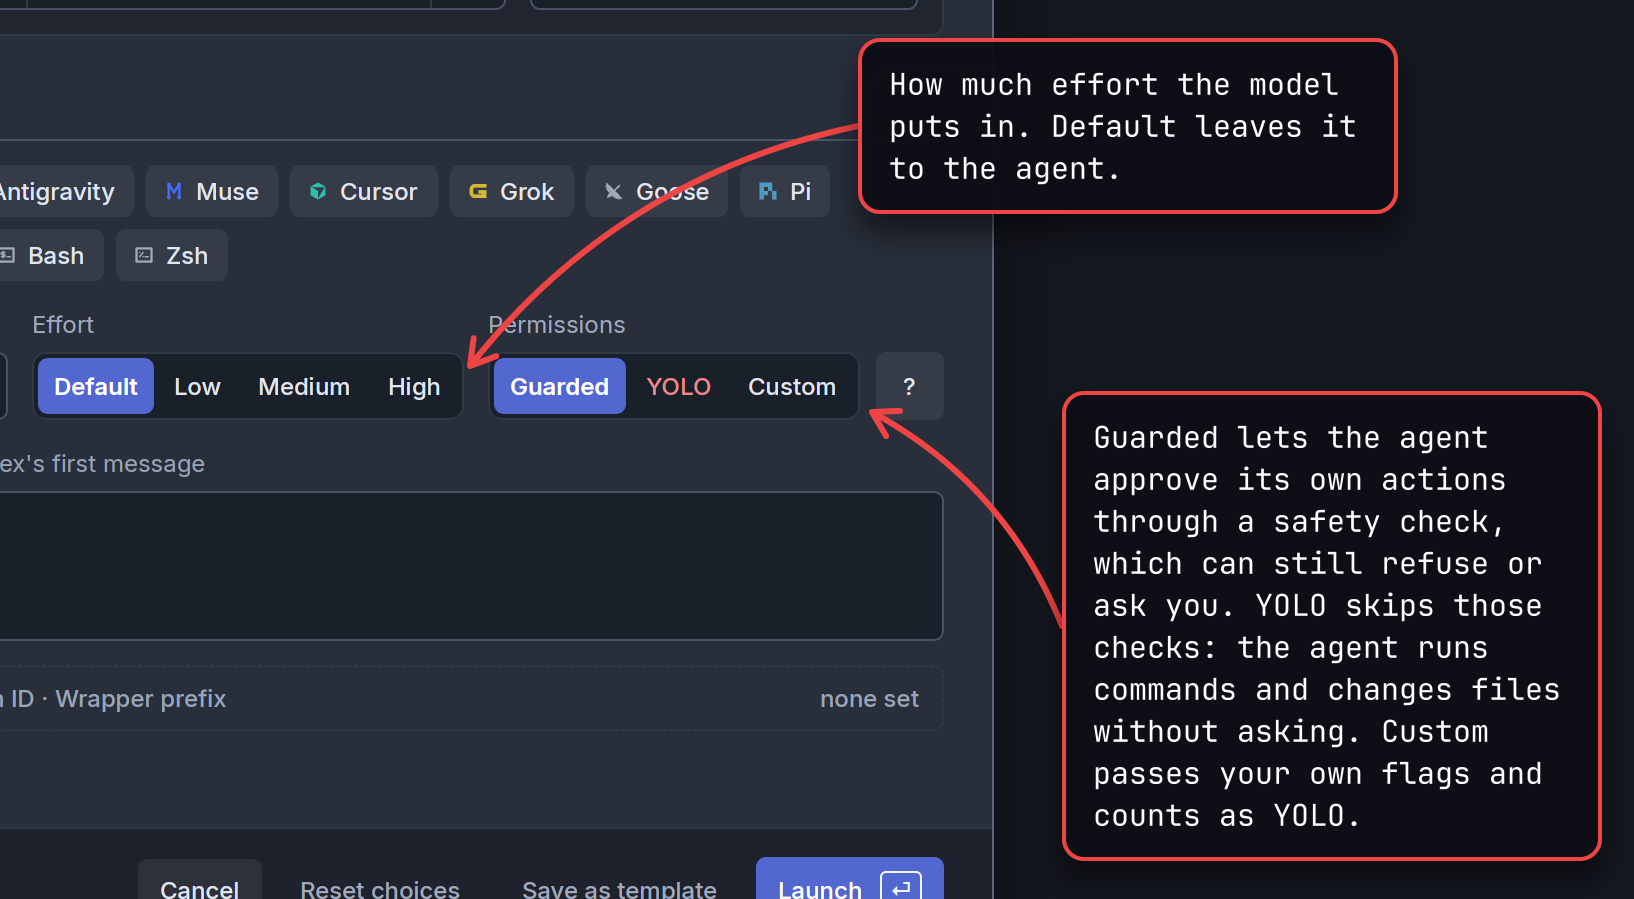 How much effort the model
puts in. Default leaves it
to the agent.
Antigravity Muse Cursor Grok Goose Pi
Bash Zsh
Effort Permissions
Default Low Medium High Guarded YOLO Custom ?
ex's first message
Guarded lets the agent
approve its own actions
through a safety check,
which can still refuse or
ask you. YOLO skips those
checks: the agent runs
commands and changes files
without asking. Custom
passes your own flags and
counts as YOLO.
ID · Wrapper prefix none set
Cancel Reset choices Save as template Launch